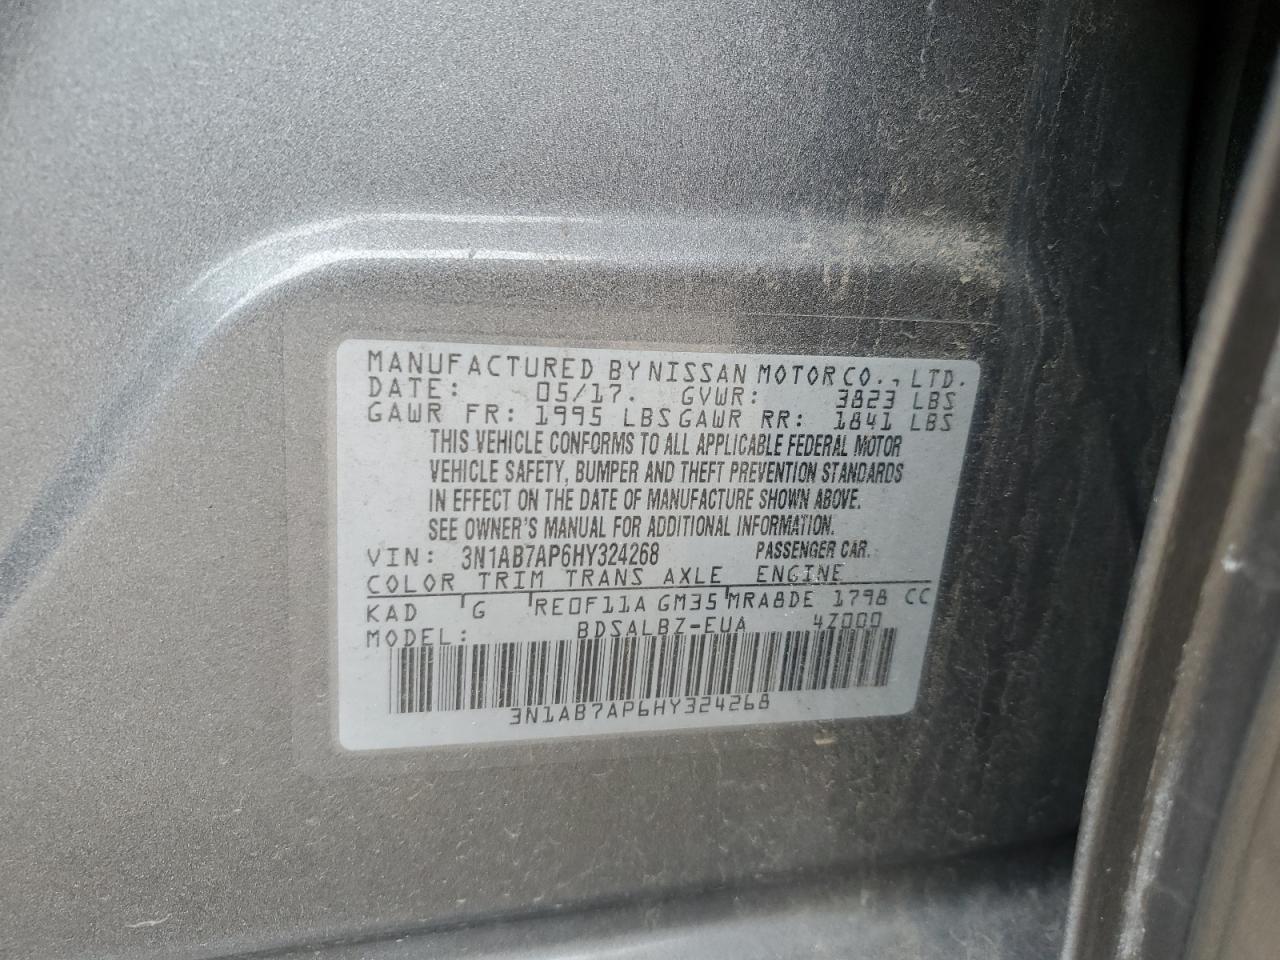 MANUFACTURED BY NISSAN MOTOR CO., LTD.
DATE: 05/17. GVWR: 3823 LBS
GAWR FR: 1995 LBS GAWR RR: 1841 LBS
THIS VEHICLE CONFORMS TO ALL APPLICABLE FEDERAL MOTOR
VEHICLE SAFETY, BUMPER AND THEFT PREVENTION STANDARDS
IN EFFECT ON THE DATE OF MANUFACTURE SHOWN ABOVE.
SEE OWNER'S MANUAL FOR ADDITIONAL INFORMATION.
VIN: 3N1AB7AP6HY324268 PASSENGER CAR.
COLOR TRIM TRANS AXLE ENGINE
KAD G RE0F11A GM35 MRA8DE 1798 CC
MODEL: BDSALBZ-EUA 4Z000
3N1AB7AP6HY324268